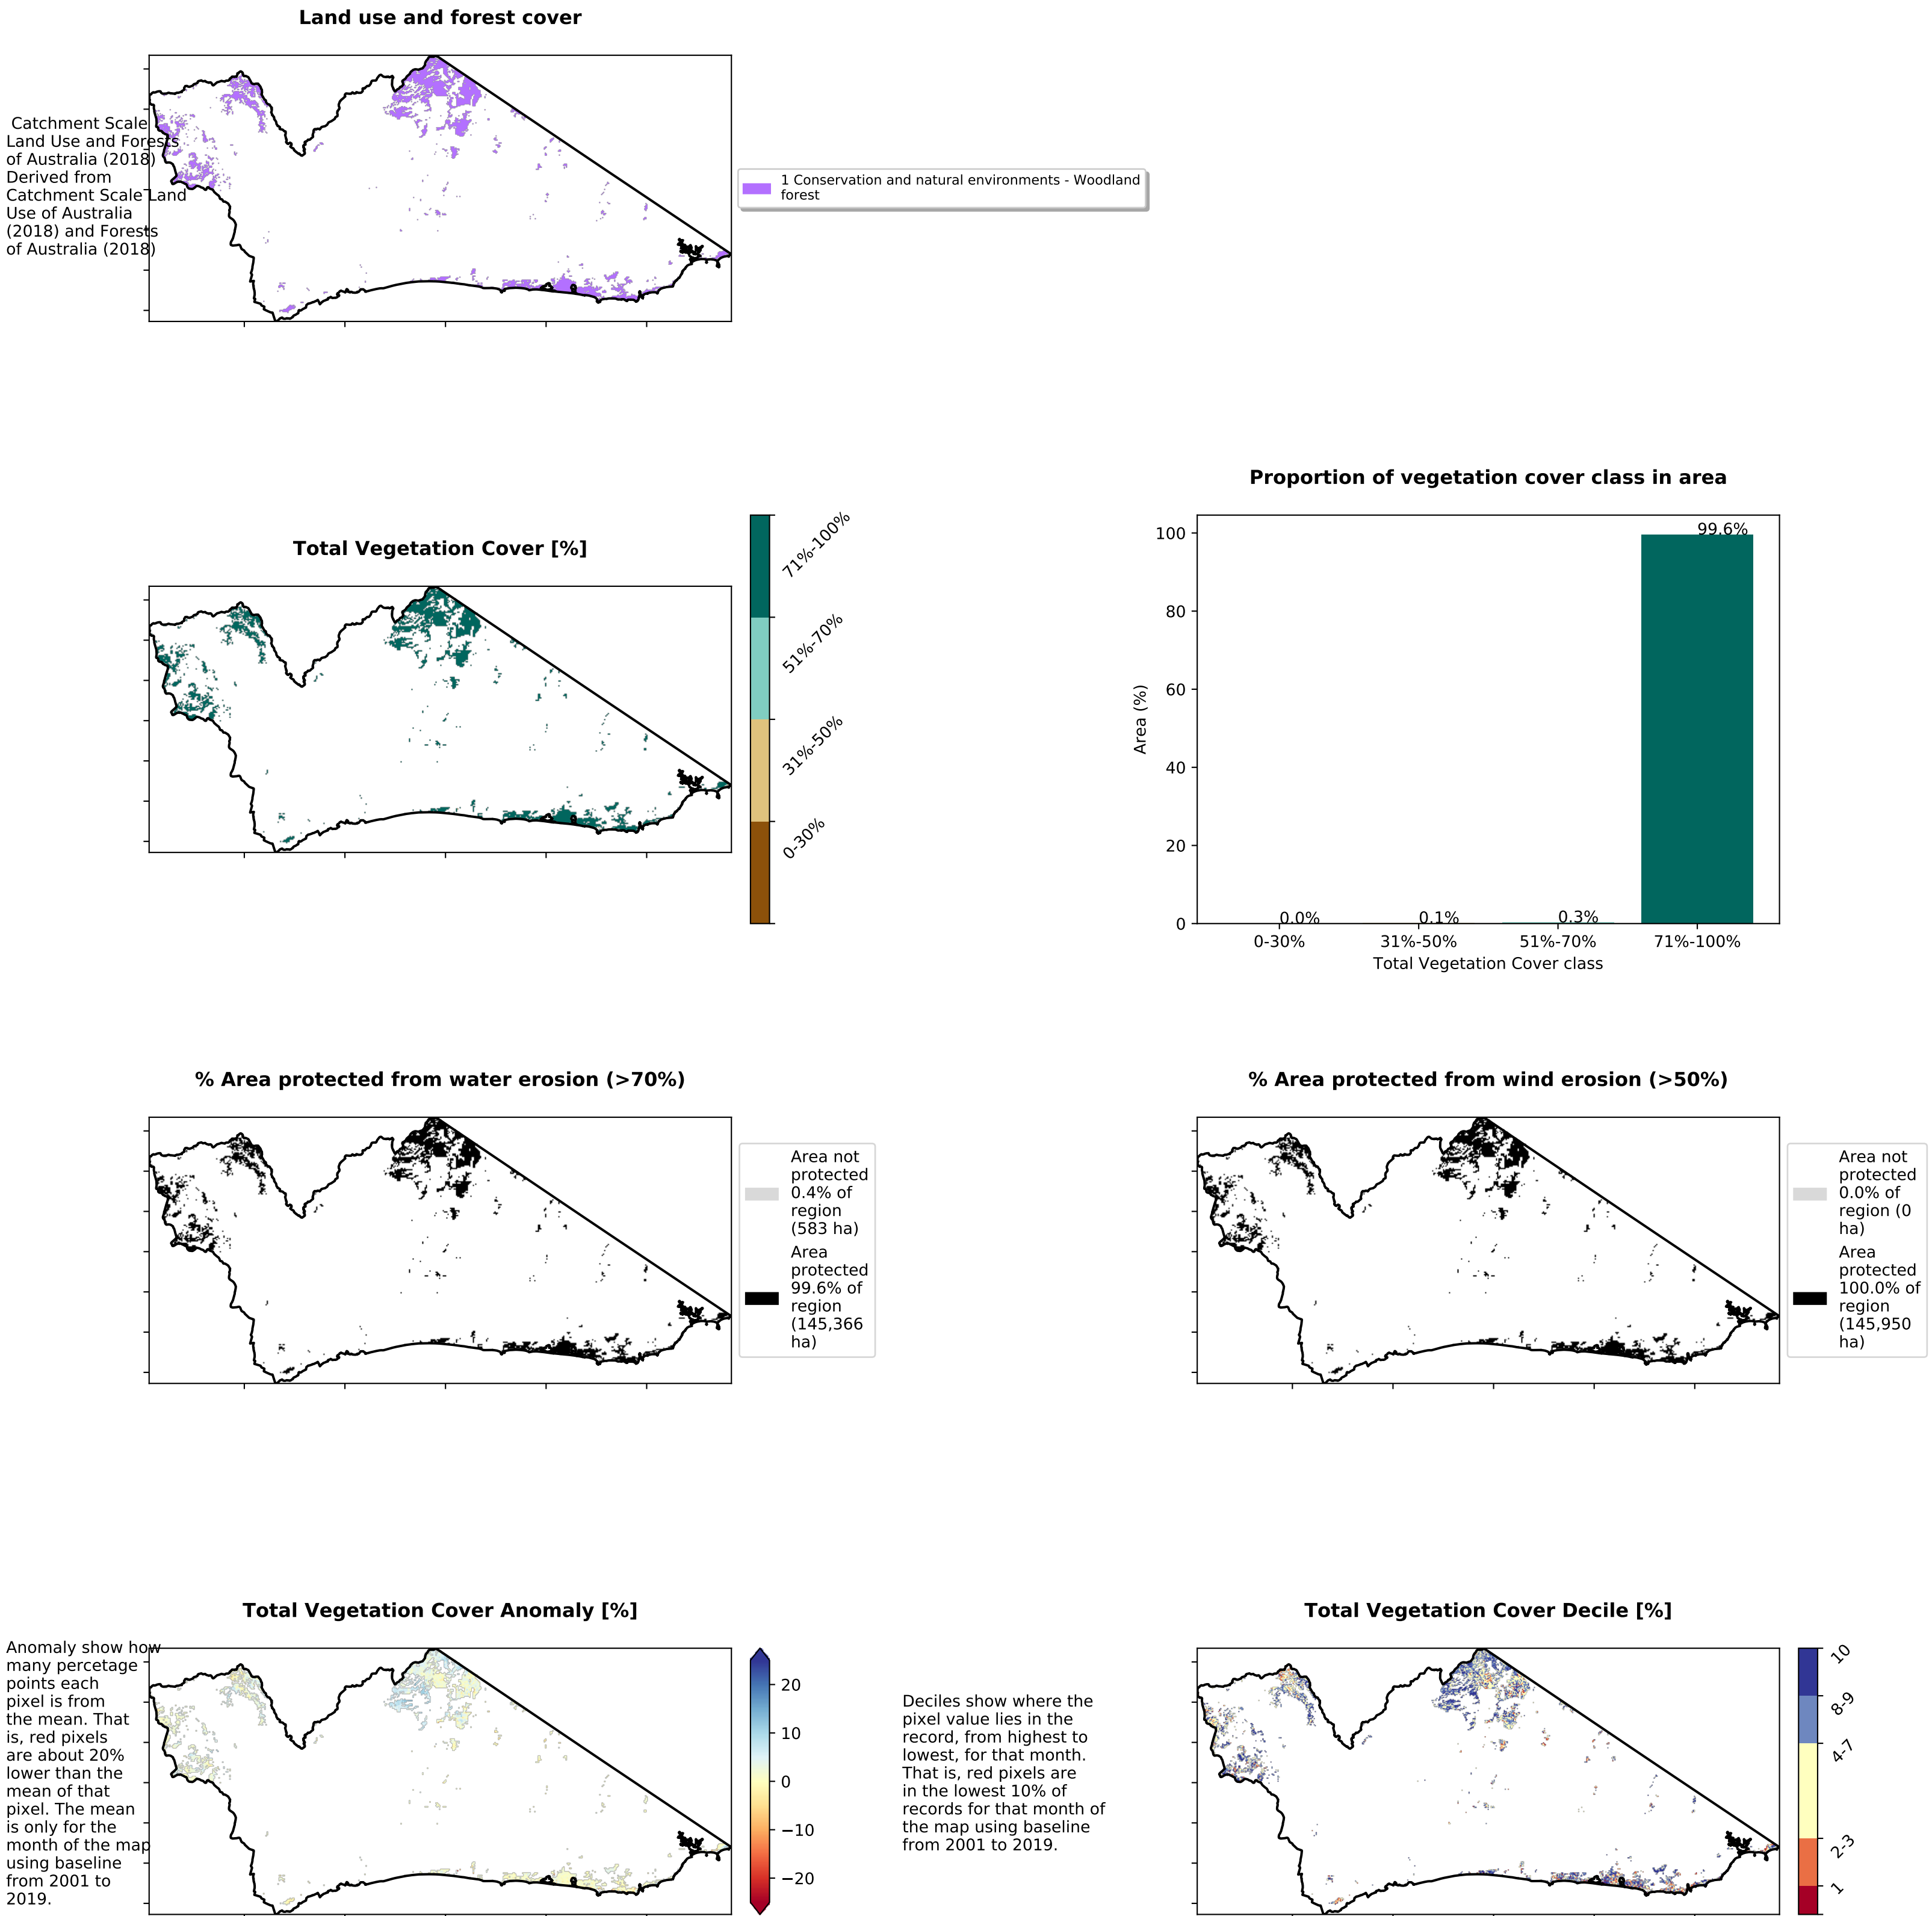 Land use and forest cover
Catchment Scale
Land Use and Forests
of Australia (2018)
Derived from
Catchment Scale Land
Use of Australia
(2018) and Forests
of Australia (2018)
1 Conservation and natural environments - Woodland
forest
Total Vegetation Cover [%]
71%-100%
51%-70%
31%-50%
0-30%
Proportion of vegetation cover class in area
Area (%)
100
80
60
40
20
0
0.0%
0.1%
0.3%
99.6%
0-30%
31%-50%
51%-70%
71%-100%
Total Vegetation Cover class
% Area protected from water erosion (>70%)
Area not
protected
0.4% of
region
(583 ha)
Area
protected
99.6% of
region
(145,366
ha)
% Area protected from wind erosion (>50%)
Area not
protected
0.0% of
region (0
ha)
Area
protected
100.0% of
region
(145,950
ha)
Total Vegetation Cover Anomaly [%]
Anomaly show how
many percetage
points each
pixel is from
the mean. That
is, red pixels
are about 20%
lower than the
mean of that
pixel. The mean
is only for the
month of the map
using baseline
from 2001 to
2019.
20
10
0
−10
−20
Total Vegetation Cover Decile [%]
Deciles show where the
pixel value lies in the
record, from highest to
lowest, for that month.
That is, red pixels are
in the lowest 10% of
records for that month of
the map using baseline
from 2001 to 2019.
10
8-9
4-7
2-3
1